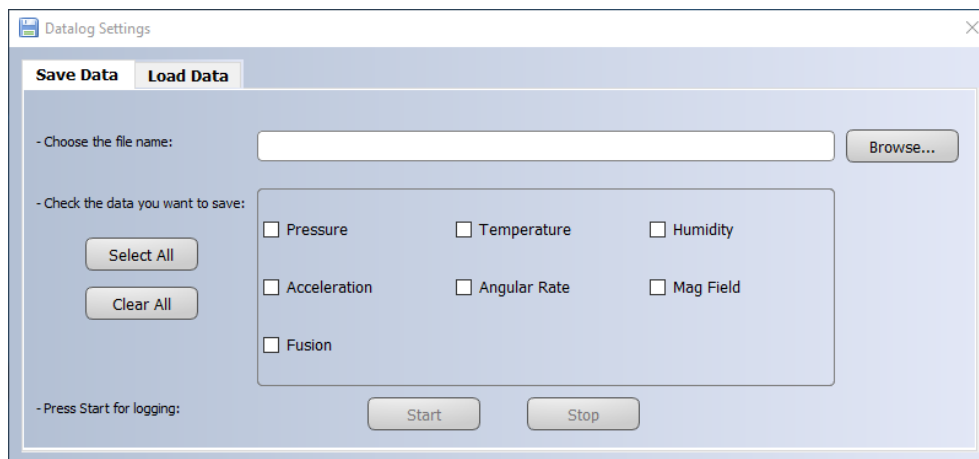 Datalog Settings
Save Data
Load Data
- Choose the file name:
Browse...
- Check the data you want to save:
Select All
Clear All
Pressure
Temperature
Humidity
Acceleration
Angular Rate
Mag Field
Fusion
- Press Start for logging:
Start
Stop